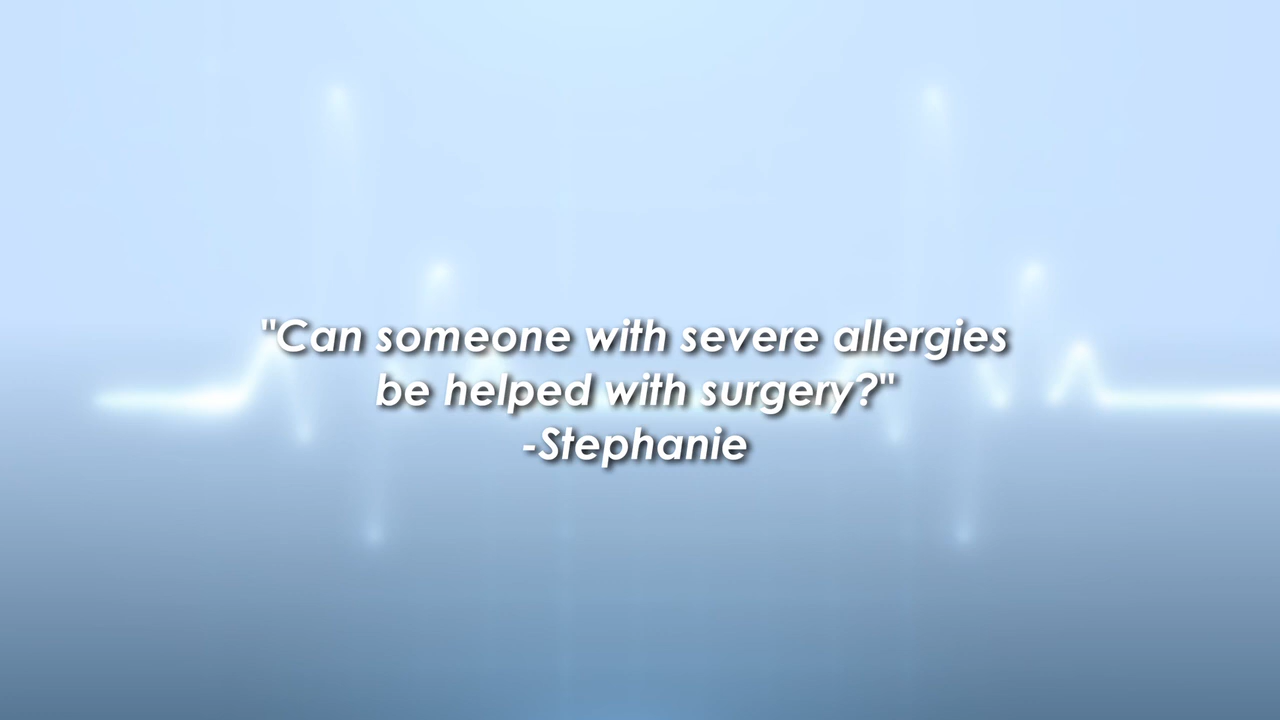 "Can someone with severe allergies
be helped with surgery?"
-Stephanie